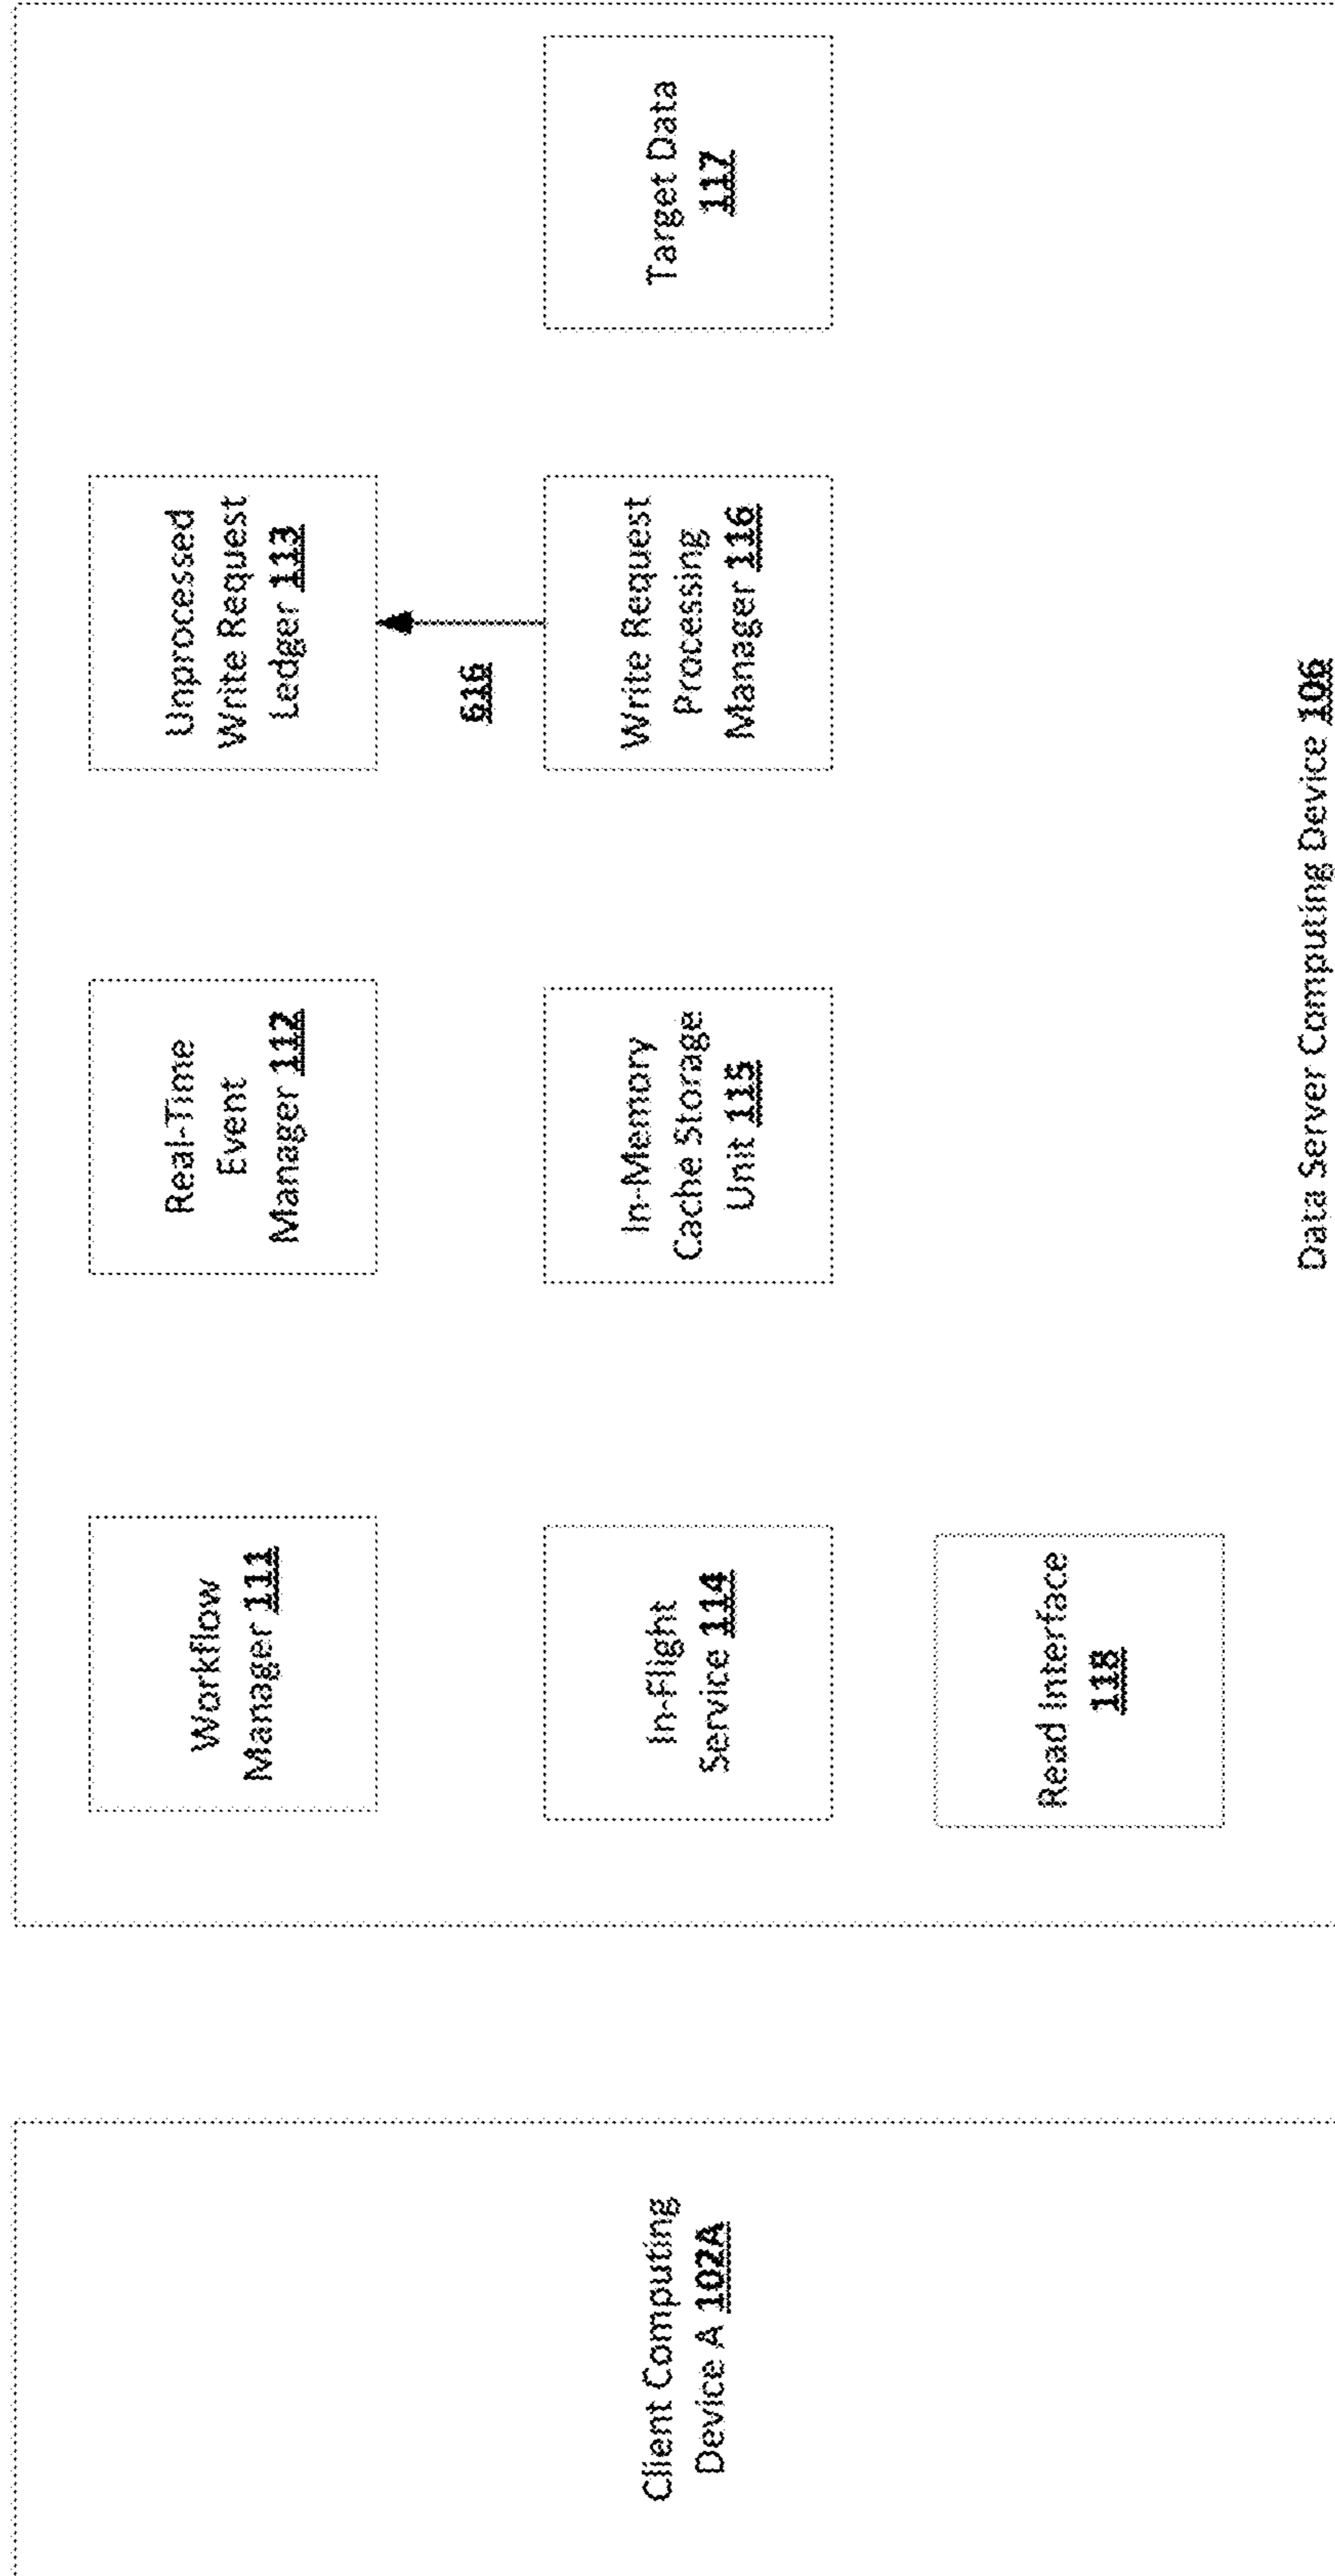 Client Computing
Device A 102A
Workflow
Manager 111
Real-Time
Event
Manager 112
Unprocessed
Write Request
Ledger 113
616
In-Flight
Service 114
In-Memory
Cache Storage
Unit 115
Write Request
Processing
Manager 116
Target Data
117
Read Interface
118
Data Server Computing Device 106